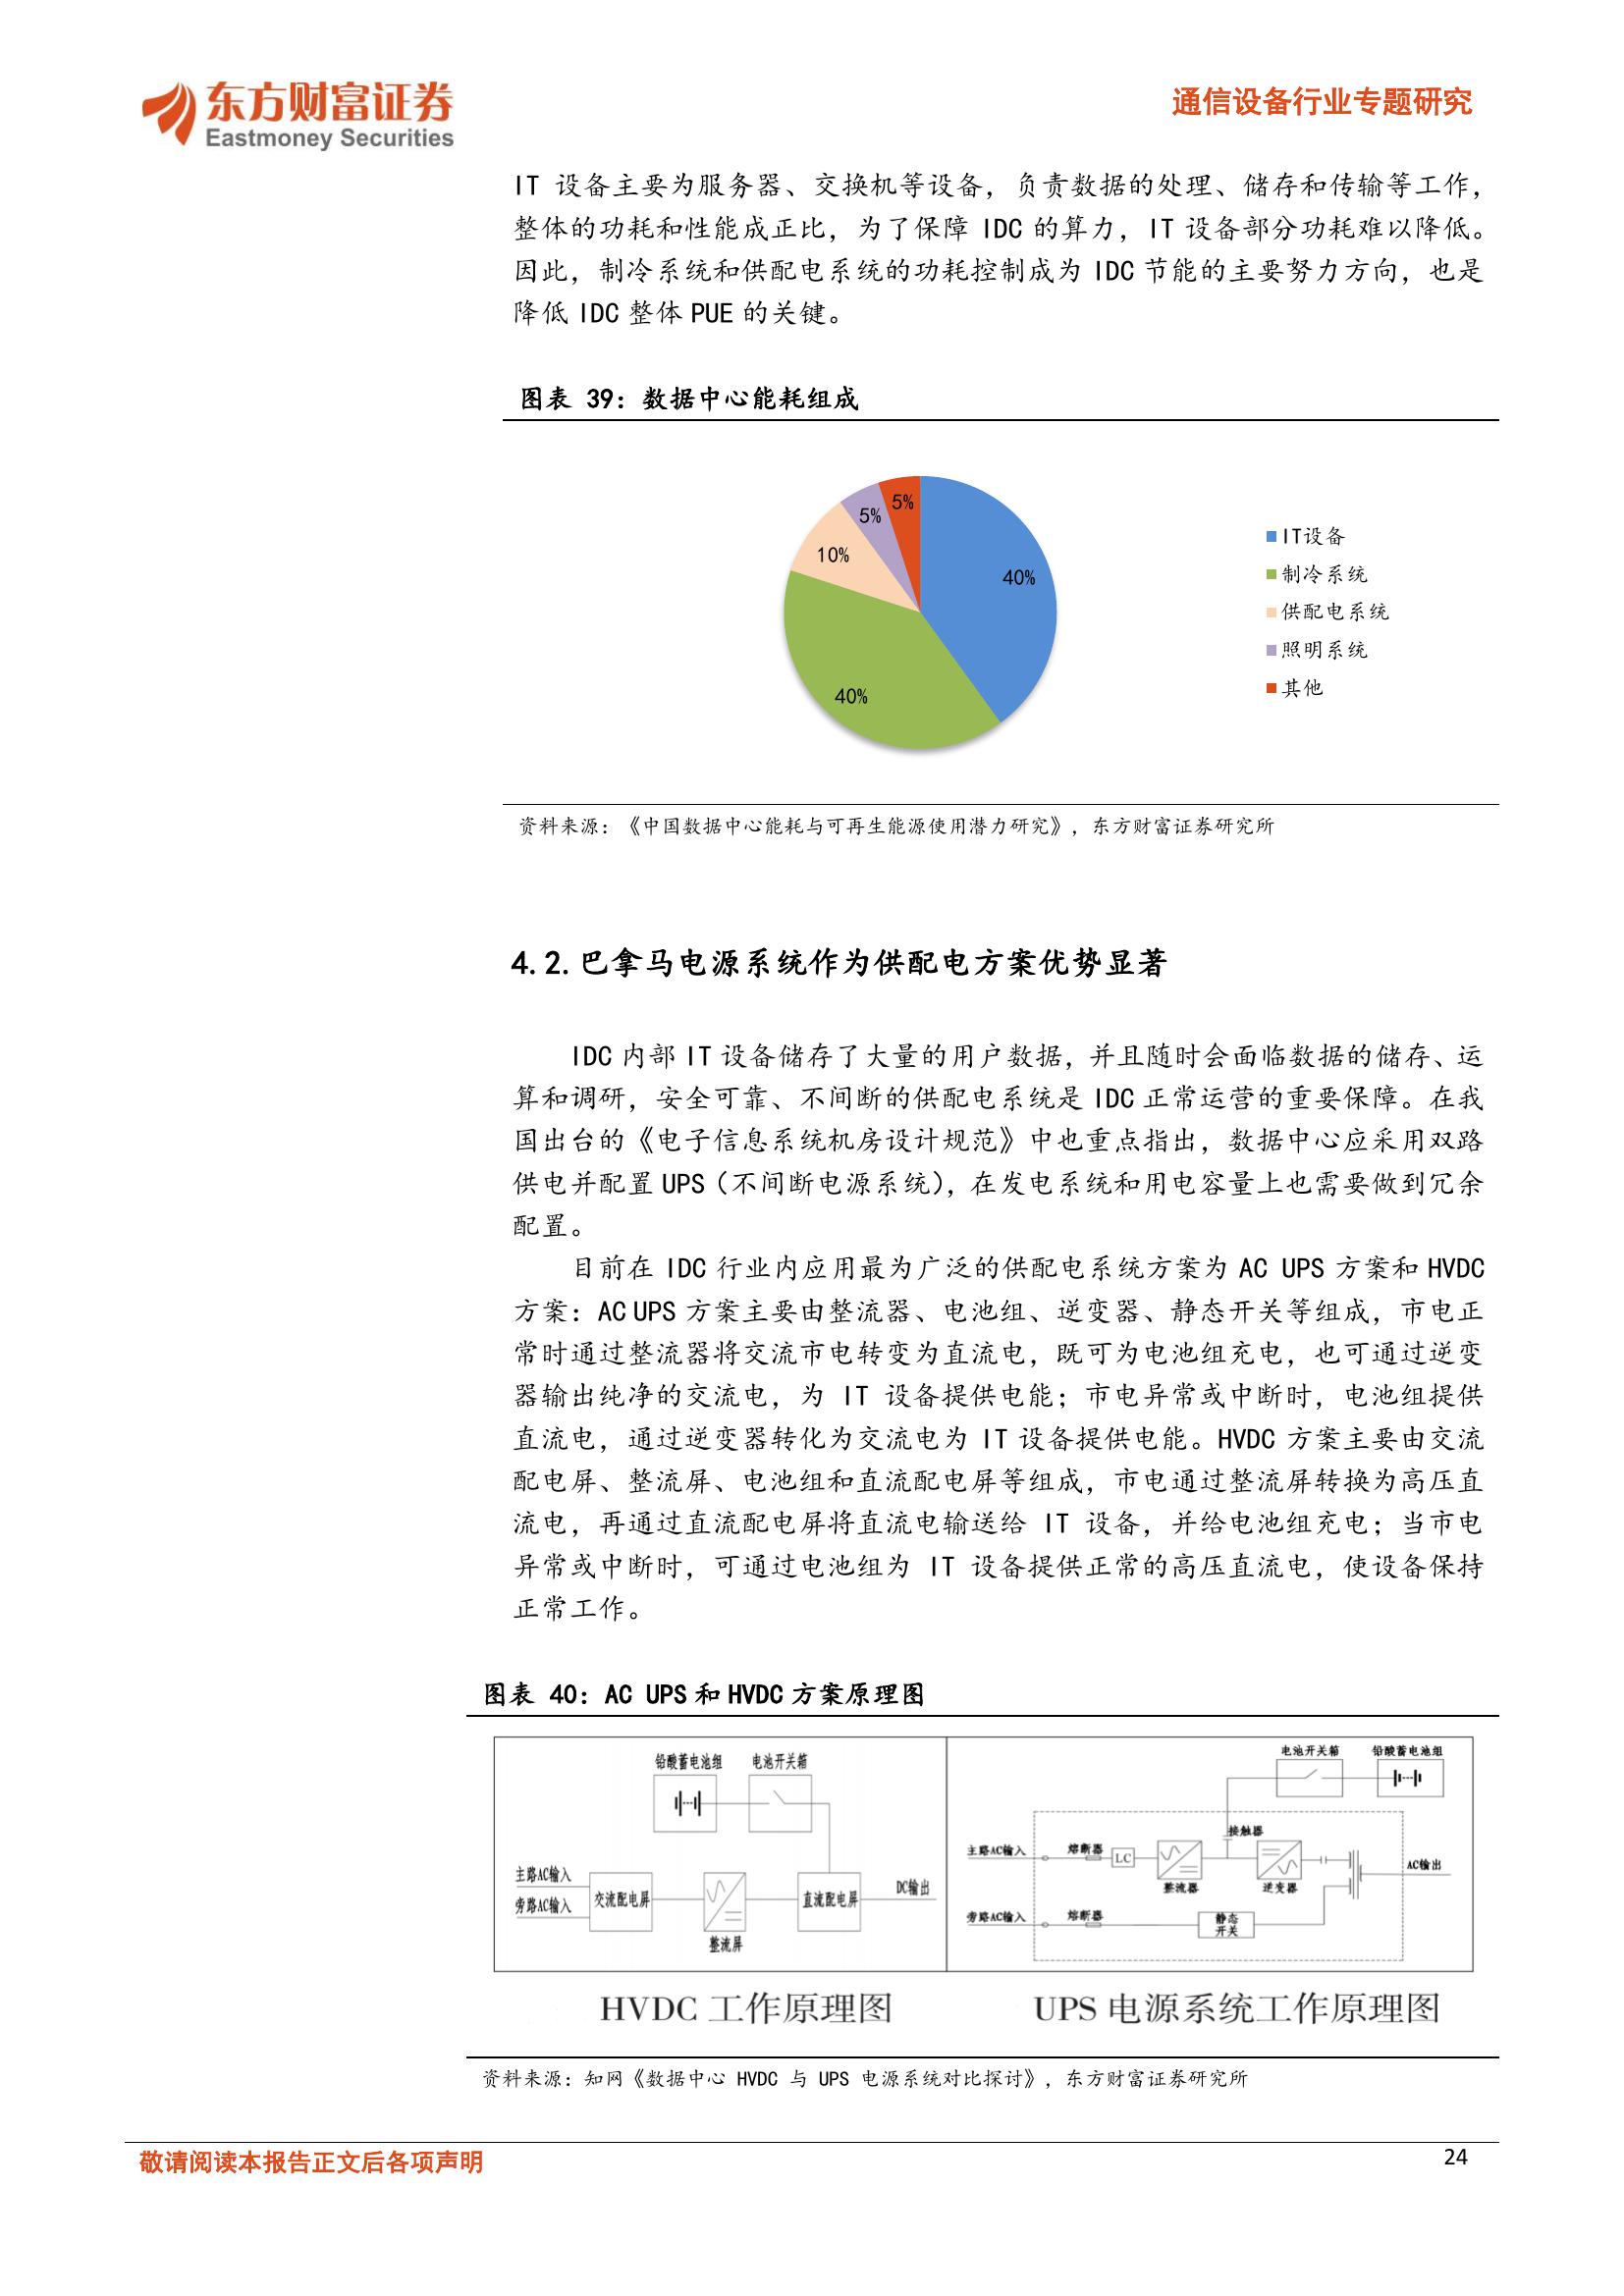 东方财富证券
Eastmoney Securities
通信设备行业专题研究
IT 设备主要为服务器、交换机等设备，负责数据的处理、储存和传输等工作，
整体的功耗和性能成正比，为了保障 IDC 的算力，IT 设备部分功耗难以降低。
因此，制冷系统和供配电系统的功耗控制成为 IDC 节能的主要努力方向，也是
降低 IDC 整体 PUE 的关键。
图表 39：数据中心能耗组成
5%
5%
10%
40%
40%
IT设备
制冷系统
供配电系统
照明系统
其他
资料来源：《中国数据中心能耗与可再生能源使用潜力研究》，东方财富证券研究所
4.2.巴拿马电源系统作为供配电方案优势显著
IDC 内部 IT 设备储存了大量的用户数据，并且随时会面临数据的储存、运
算和调研，安全可靠、不间断的供配电系统是 IDC 正常运营的重要保障。在我
国出台的《电子信息系统机房设计规范》中也重点指出，数据中心应采用双路
供电并配置 UPS（不间断电源系统），在发电系统和用电容量上也需要做到冗余
配置。
目前在 IDC 行业内应用最为广泛的供配电系统方案为 AC UPS 方案和 HVDC
方案：AC UPS 方案主要由整流器、电池组、逆变器、静态开关等组成，市电正
常时通过整流器将交流市电转变为直流电，既可为电池组充电，也可通过逆变
器输出纯净的交流电，为 IT 设备提供电能；市电异常或中断时，电池组提供
直流电，通过逆变器转化为交流电为 IT 设备提供电能。HVDC 方案主要由交流
配电屏、整流屏、电池组和直流配电屏等组成，市电通过整流屏转换为高压直
流电，再通过直流配电屏将直流电输送给 IT 设备，并给电池组充电；当市电
异常或中断时，可通过电池组为 IT 设备提供正常的高压直流电，使设备保持
正常工作。
图表 40：AC UPS 和 HVDC 方案原理图
铅酸蓄电池组
电池开关箱
主路AC输入
旁路AC输入
交流配电屏
整流屏
直流配电屏
DC输出
电池开关箱
铅酸蓄电池组
接触器
主路AC输入
熔断器
LC
整流器
逆变器
AC输出
旁路AC输入
熔断器
静态
开关
HVDC 工作原理图
UPS 电源系统工作原理图
资料来源：知网《数据中心 HVDC 与 UPS 电源系统对比探讨》，东方财富证券研究所
敬请阅读本报告正文后各项声明
24